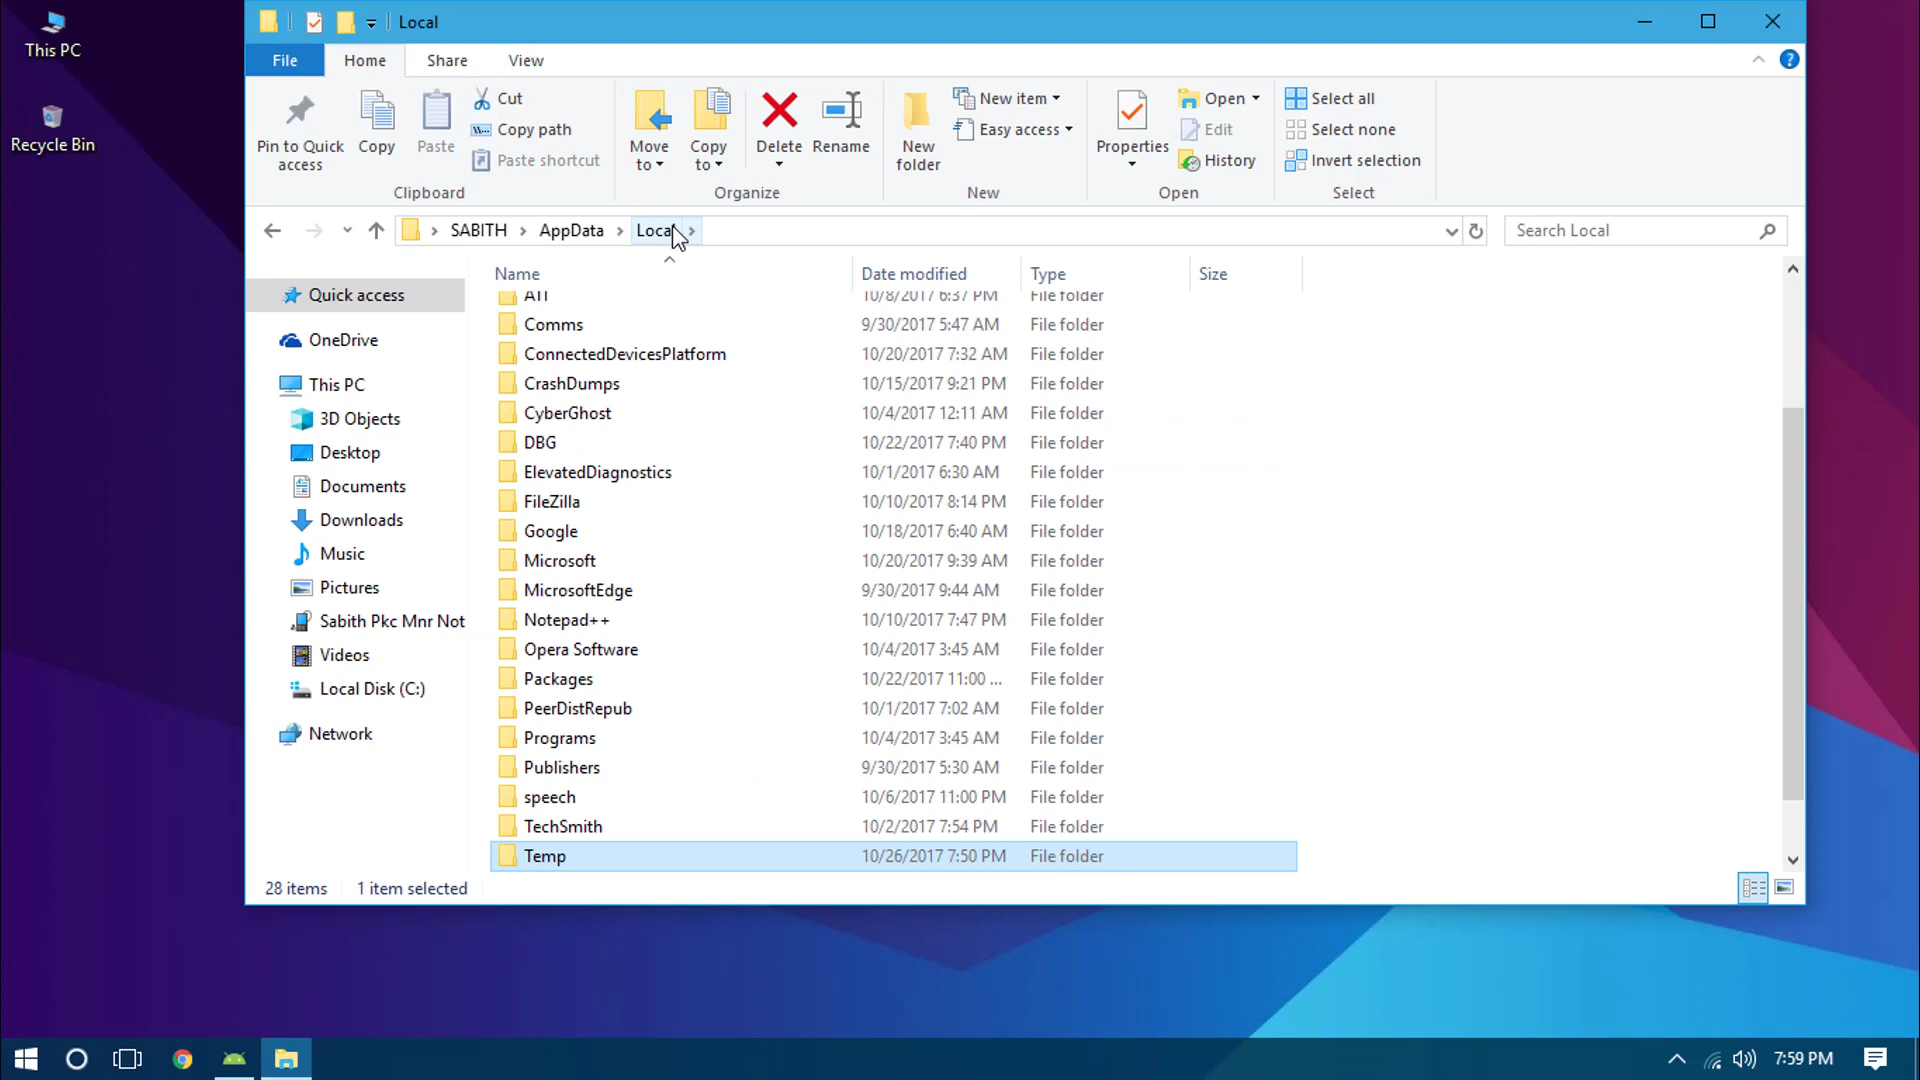 This PC
Recycle Bin
Local
File Home Share View
Pin to Quick access
Copy
Paste
Cut
Copy path
Paste shortcut
Clipboard
Move to
Copy to
Delete
Rename
Organize
New folder
New item
Easy access
New
Properties
Open
Edit
History
Open
Select all
Select none
Invert selection
Select
SABITH AppData Local
Search Local
Quick access
OneDrive
This PC
3D Objects
Desktop
Documents
Downloads
Music
Pictures
Sabith Pkc Mnr Not
Videos
Local Disk (C:)
Network
Name Date modified Type Size
ATI 10/8/2017 6:37 PM File folder
Comms 9/30/2017 5:47 AM File folder
ConnectedDevicesPlatform 10/20/2017 7:32 AM File folder
CrashDumps 10/15/2017 9:21 PM File folder
CyberGhost 10/4/2017 12:11 AM File folder
DBG 10/22/2017 7:40 PM File folder
ElevatedDiagnostics 10/1/2017 6:30 AM File folder
FileZilla 10/10/2017 8:14 PM File folder
Google 10/18/2017 6:40 AM File folder
Microsoft 10/20/2017 9:39 AM File folder
MicrosoftEdge 9/30/2017 9:44 AM File folder
Notepad++ 10/10/2017 7:47 PM File folder
Opera Software 10/4/2017 3:45 AM File folder
Packages 10/22/2017 11:00 ... File folder
PeerDistRepub 10/1/2017 7:02 AM File folder
Programs 10/4/2017 3:45 AM File folder
Publishers 9/30/2017 5:30 AM File folder
speech 10/6/2017 11:00 PM File folder
TechSmith 10/2/2017 7:54 PM File folder
Temp 10/26/2017 7:50 PM File folder
28 items 1 item selected
7:59 PM